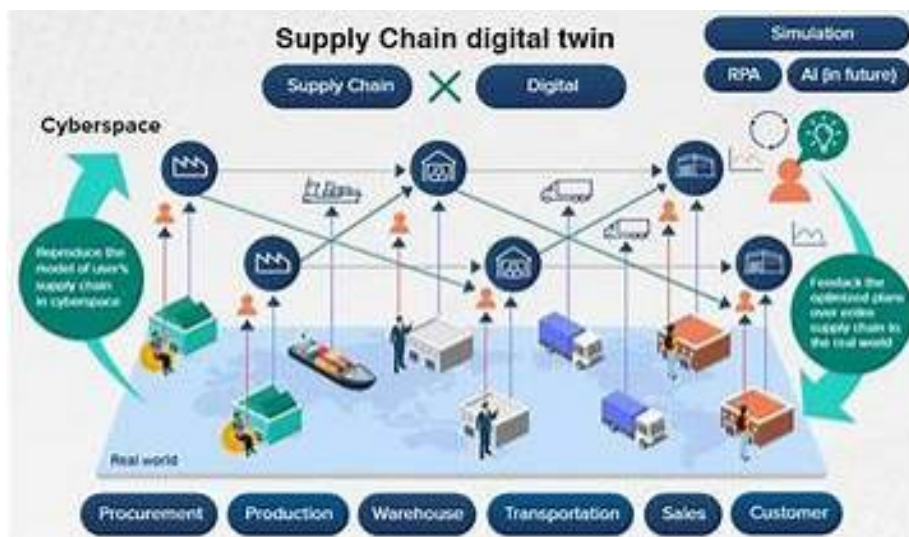 Supply Chain digital twin
Simulation
Supply Chain
Digital
RPA
AI (in future)
Cyberspace
Reproduce the
model of user's
supply chain
in cyberspace
Feedack the
optimized plans
over entire
supply chain to
the real world
Real world
Procurement
Production
Warehouse
Transportation
Sales
Customer